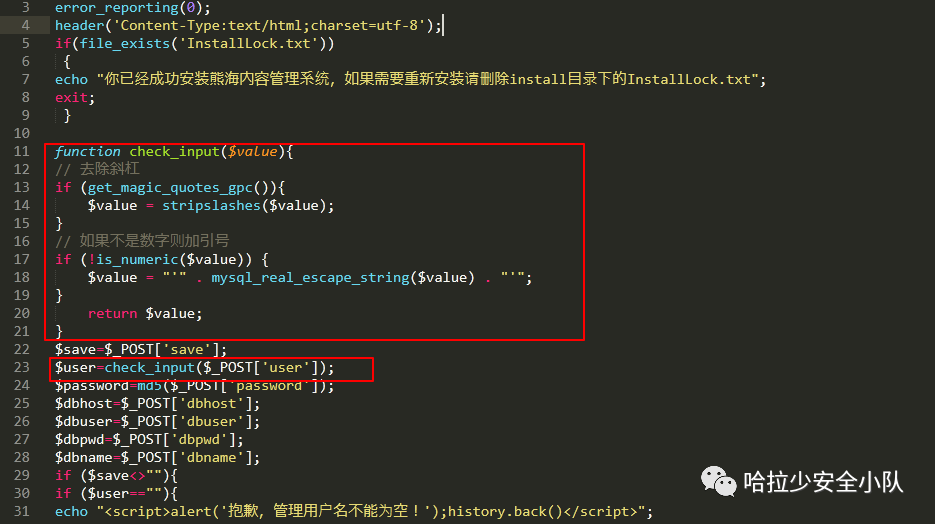 3 error_reporting(0);
4 header('Content-Type:text/html;charset=utf-8');
5 if(file_exists('InstallLock.txt'))
6 {
7 echo "你已经成功安装熊海内容管理系统，如果需要重新安装请删除install目录下的InstallLock.txt";
8 exit;
9 }
10
11 function check_input($value){
12 // 去除斜杠
13 if (get_magic_quotes_gpc()){
14 $value = stripslashes($value);
15 }
16 // 如果不是数字则加引号
17 if (!is_numeric($value)) {
18 $value = "'" . mysql_real_escape_string($value) . "'";
19 }
20 return $value;
21 }
22 $save=$_POST['save'];
23 $user=check_input($_POST['user']);
24 $password=md5($_POST['password']);
25 $dbhost=$_POST['dbhost'];
26 $dbuser=$_POST['dbuser'];
27 $dbpwd=$_POST['dbpwd'];
28 $dbname=$_POST['dbname'];
29 if ($save<>""){
30 if ($user==""){
31 echo "<script>alert('抱歉，管理用户名不能为空！');history.back()</script>";
哈拉少安全小队